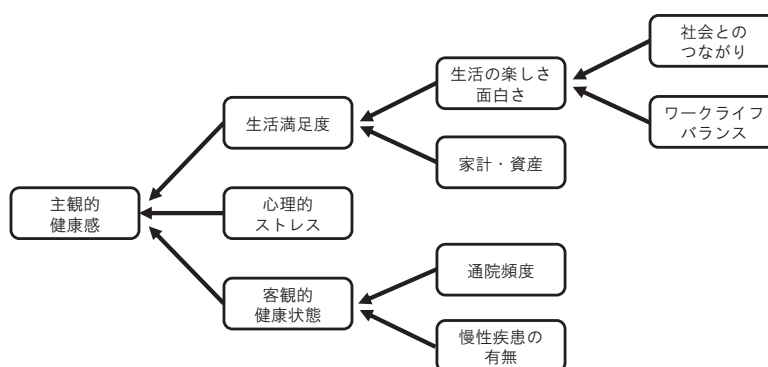 社会との
つながり
生活の楽しさ
面白さ
ワークライフ
バランス
生活満足度
家計・資産
主観的
健康感
心理的
ストレス
通院頻度
客観的
健康状態
慢性疾患の
有無